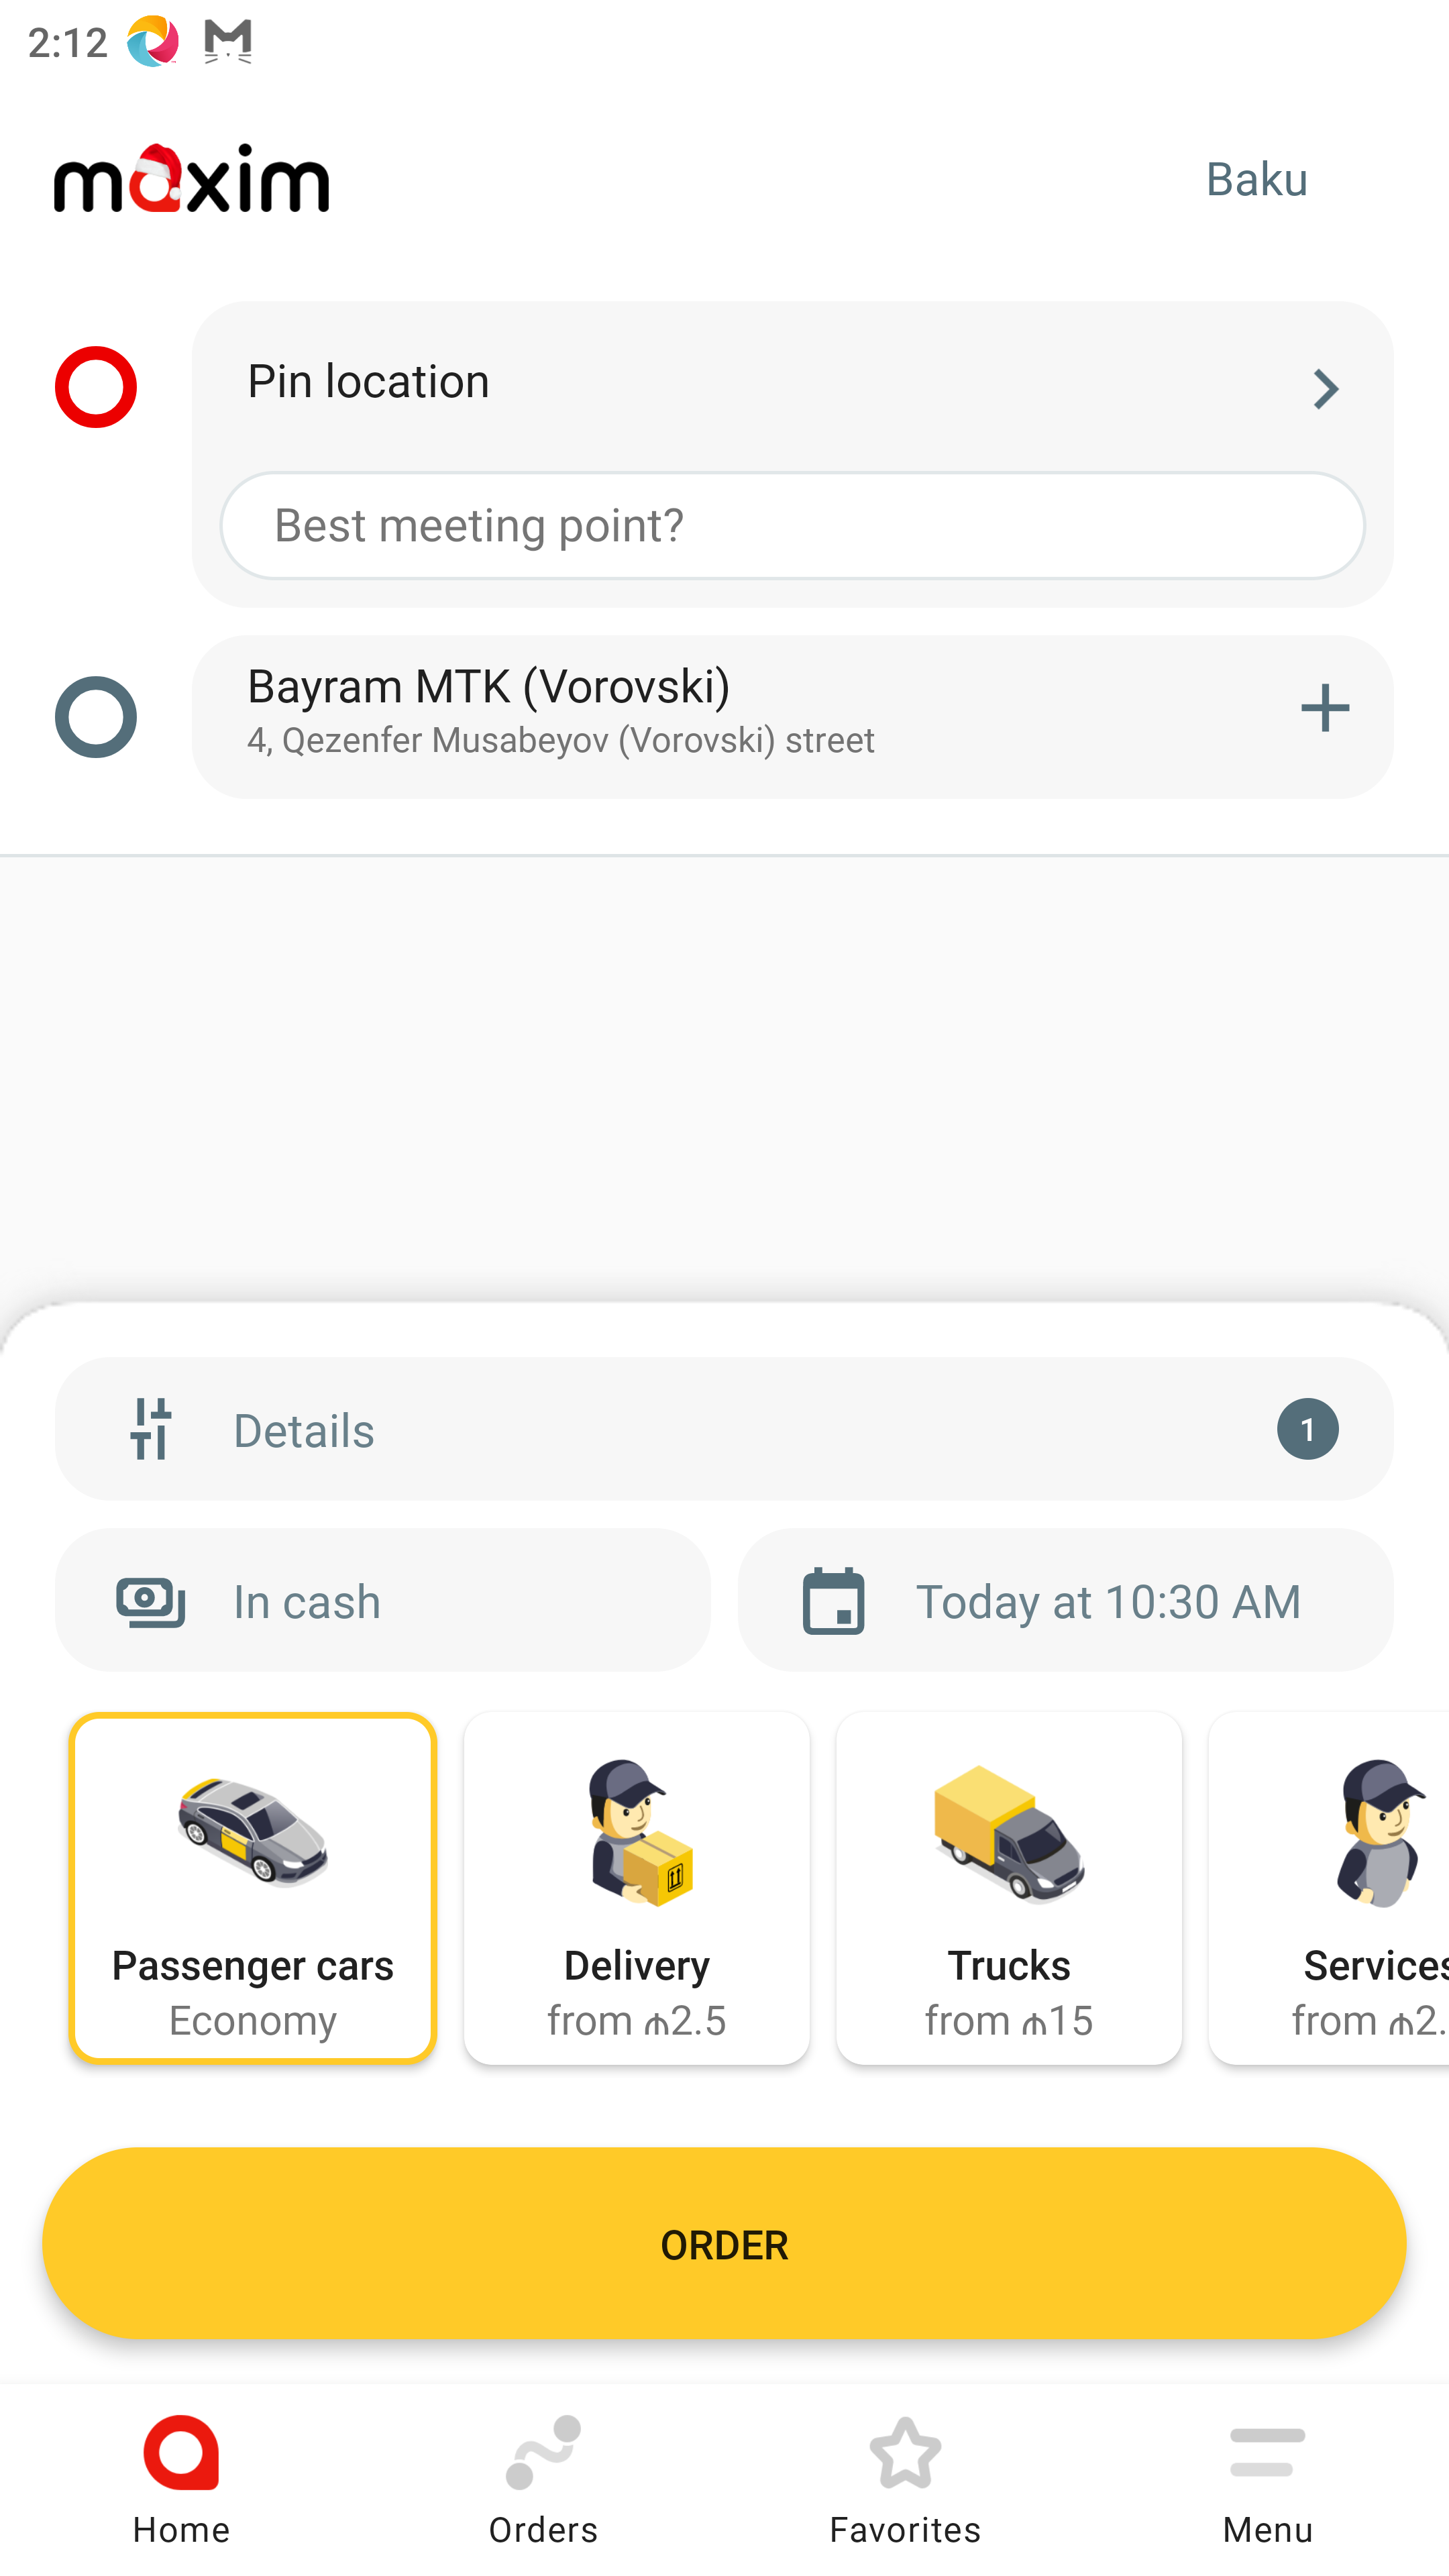 2:12
maxim
Baku
Pin location
Best meeting point?
Bayram MTK (Vorovski)
4, Qezenfer Musabeyov (Vorovski) street
Details
1
In cash
Today at 10:30 AM
Passenger cars
Economy
Delivery
from ₼2.5
Trucks
from ₼15
Services
from ₼2.
ORDER
Home
Orders
Favorites
Menu